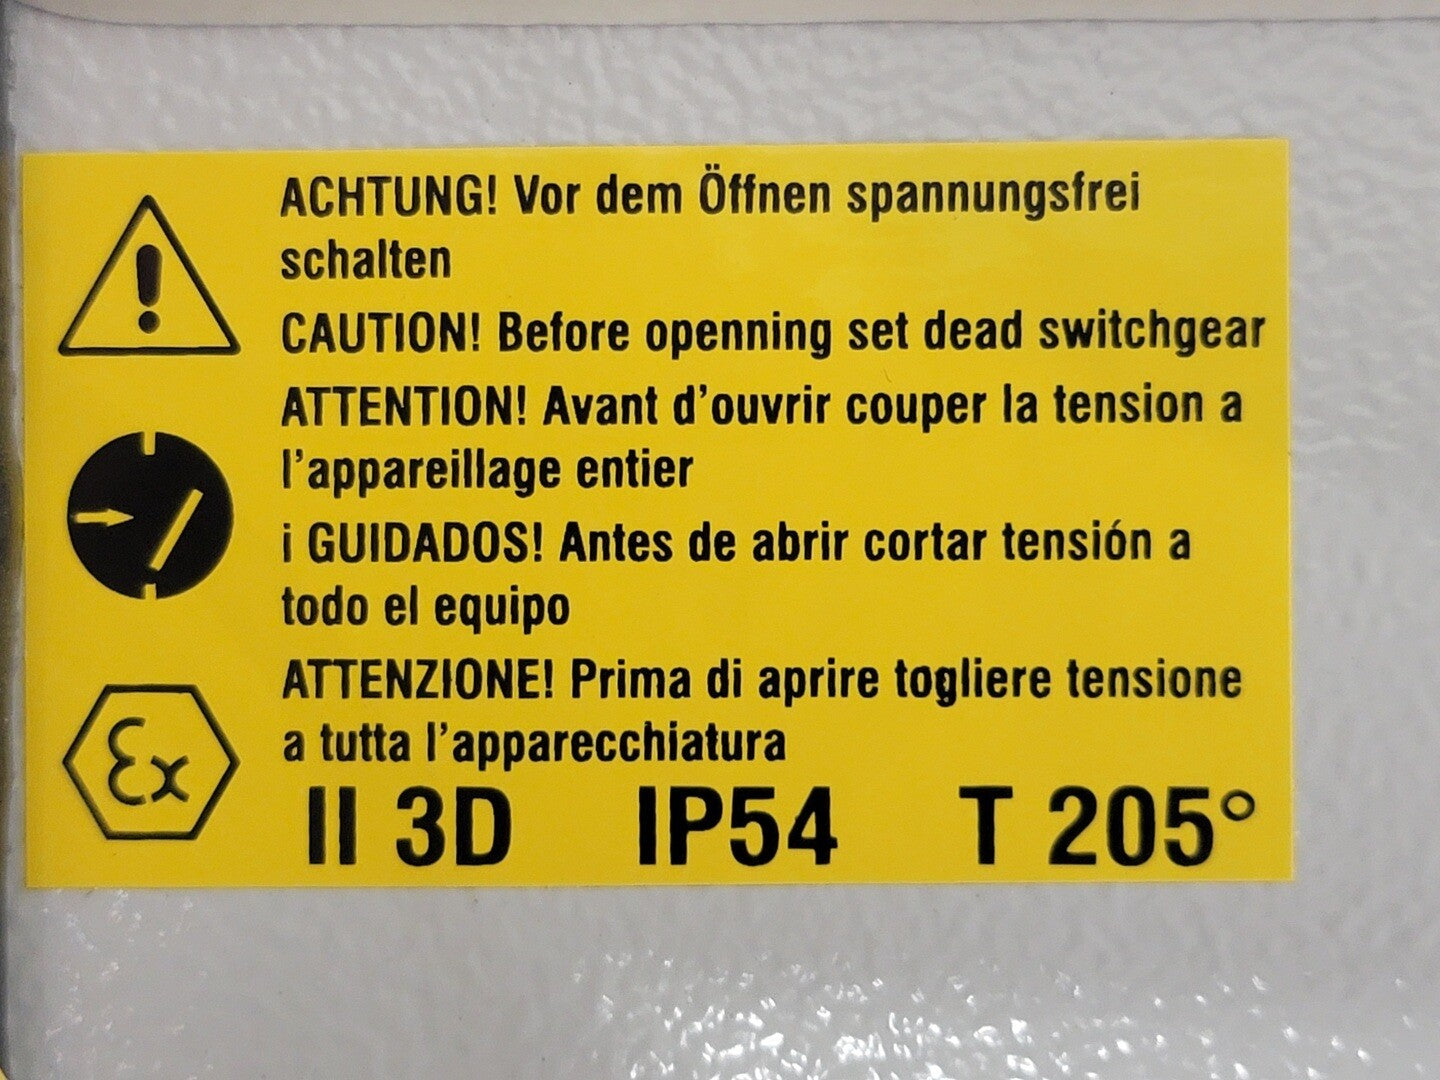 ACHTUNG! Vor dem Öffnen spannungsfrei
schalten
CAUTION! Before openning set dead switchgear
ATTENTION! Avant d'ouvrir couper la tension a
l'appareillage entier
¡ GUIDADOS! Antes de abrir cortar tensión a
todo el equipo
ATTENZIONE! Prima di aprire togliere tensione
a tutta l'apparecchiatura
Ex
II 3D IP54 T 205°